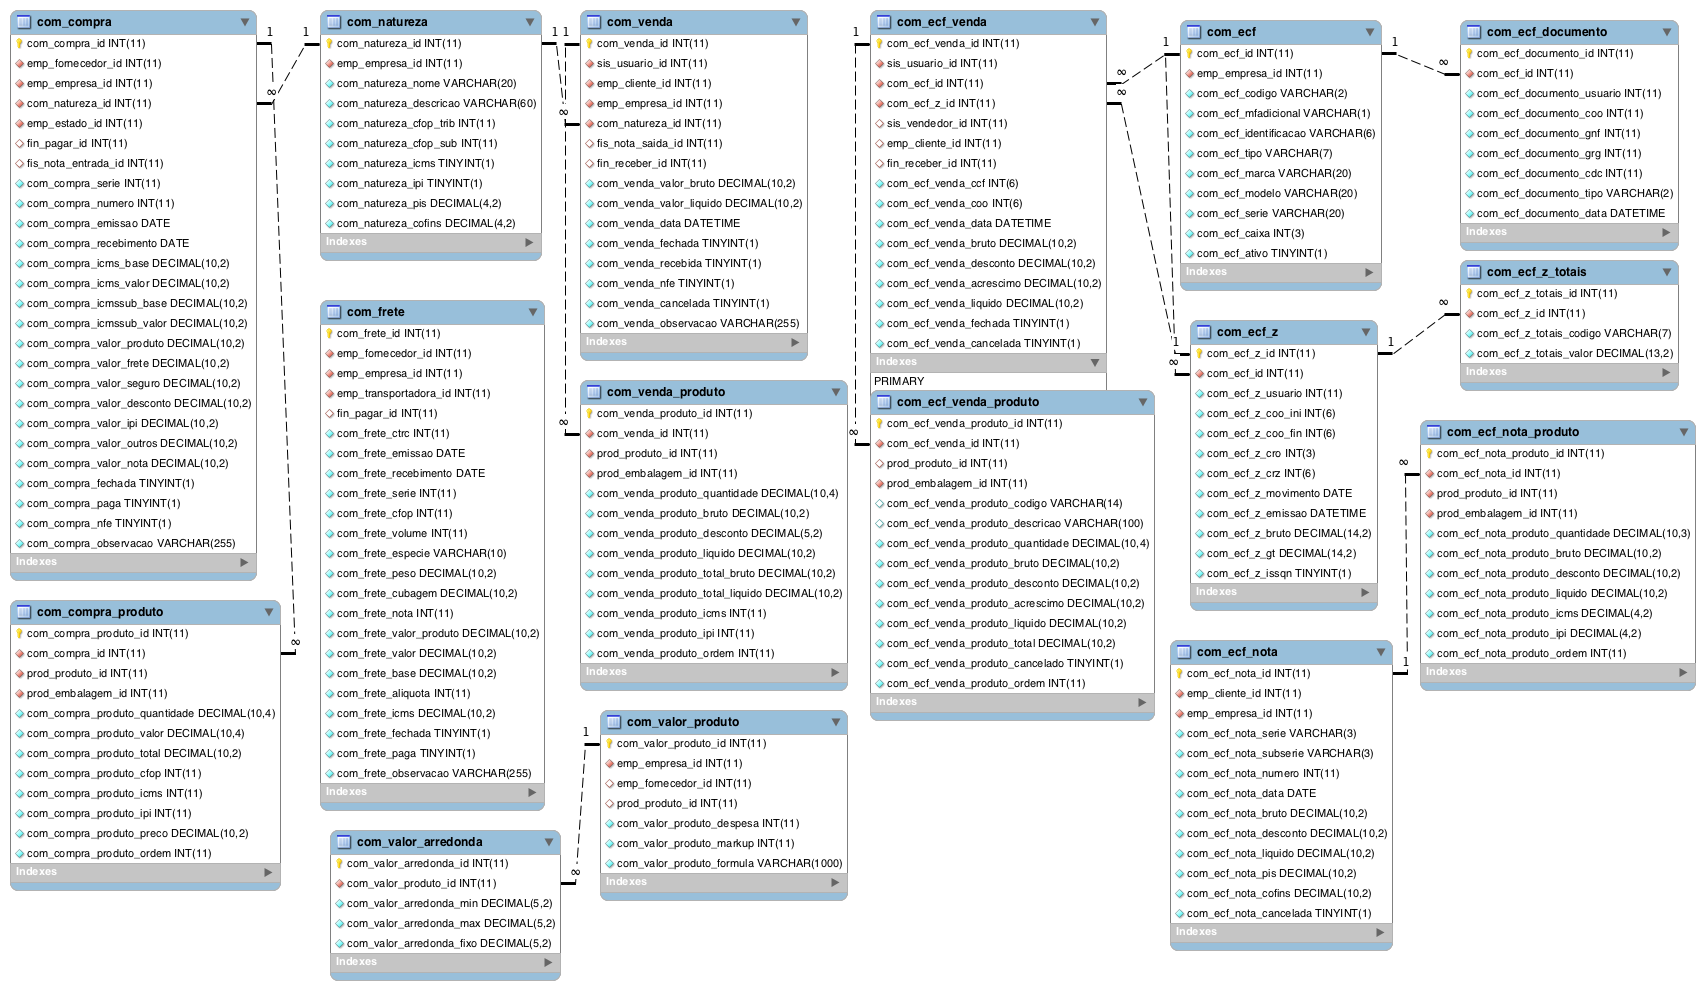 com_compra
com_compra_id INT(11)
emp_fornecedor_id INT(11)
emp_empresa_id INT(11)
com_natureza_id INT(11)
emp_estado_id INT(11)
fin_pagar_id INT(11)
fis_nota_entrada_id INT(11)
com_compra_serie INT(11)
com_compra_numero INT(11)
com_compra_emissao DATE
com_compra_recebimento DATE
com_compra_icms_base DECIMAL(10,2)
com_compra_icms_valor DECIMAL(10,2)
com_compra_icmssub_base DECIMAL(10,2)
com_compra_icmssub_valor DECIMAL(10,2)
com_compra_valor_produto DECIMAL(10,2)
com_compra_valor_frete DECIMAL(10,2)
com_compra_valor_seguro DECIMAL(10,2)
com_compra_valor_desconto DECIMAL(10,2)
com_compra_valor_ipi DECIMAL(10,2)
com_compra_valor_outros DECIMAL(10,2)
com_compra_valor_nota DECIMAL(10,2)
com_compra_fechada TINYINT(1)
com_compra_paga TINYINT(1)
com_compra_nfe TINYINT(1)
com_compra_observacao VARCHAR(255)
Indexes
1
∞
com_compra_produto
com_compra_produto_id INT(11)
com_compra_id INT(11)
prod_produto_id INT(11)
prod_embalagem_id INT(11)
com_compra_produto_quantidade DECIMAL(10,4)
com_compra_produto_valor DECIMAL(10,4)
com_compra_produto_total DECIMAL(10,2)
com_compra_produto_cfop INT(11)
com_compra_produto_icms INT(11)
com_compra_produto_ipi INT(11)
com_compra_produto_preco DECIMAL(10,2)
com_compra_produto_ordem INT(11)
Indexes
∞
1
com_natureza
com_natureza_id INT(11)
emp_empresa_id INT(11)
com_natureza_nome VARCHAR(20)
com_natureza_descricao VARCHAR(60)
com_natureza_cfop_trib INT(11)
com_natureza_cfop_sub INT(11)
com_natureza_icms TINYINT(1)
com_natureza_ipi TINYINT(1)
com_natureza_pis DECIMAL(4,2)
com_natureza_cofins DECIMAL(4,2)
Indexes
1
com_frete
com_frete_id INT(11)
emp_fornecedor_id INT(11)
emp_empresa_id INT(11)
emp_transportadora_id INT(11)
fin_pagar_id INT(11)
com_frete_ctrc INT(11)
com_frete_emissao DATE
com_frete_recebimento DATE
com_frete_serie INT(11)
com_frete_cfop INT(11)
com_frete_volume INT(11)
com_frete_especie VARCHAR(10)
com_frete_peso DECIMAL(10,2)
com_frete_cubagem DECIMAL(10,2)
com_frete_nota INT(11)
com_frete_valor_produto DECIMAL(10,2)
com_frete_valor DECIMAL(10,2)
com_frete_base DECIMAL(10,2)
com_frete_aliquota INT(11)
com_frete_icms DECIMAL(10,2)
com_frete_fechada TINYINT(1)
com_frete_paga TINYINT(1)
com_frete_observacao VARCHAR(255)
Indexes
com_valor_arredonda
com_valor_arredonda_id INT(11)
com_valor_produto_id INT(11)
com_valor_arredonda_min DECIMAL(5,2)
com_valor_arredonda_max DECIMAL(5,2)
com_valor_arredonda_fixo DECIMAL(5,2)
Indexes
∞
1
com_venda
com_venda_id INT(11)
sis_usuario_id INT(11)
emp_cliente_id INT(11)
emp_empresa_id INT(11)
com_natureza_id INT(11)
fis_nota_saida_id INT(11)
fin_receber_id INT(11)
com_venda_valor_bruto DECIMAL(10,2)
com_venda_valor_liquido DECIMAL(10,2)
com_venda_data DATETIME
com_venda_fechada TINYINT(1)
com_venda_recebida TINYINT(1)
com_venda_nfe TINYINT(1)
com_venda_cancelada TINYINT(1)
com_venda_observacao VARCHAR(255)
Indexes
1
∞
∞
com_venda_produto
com_venda_produto_id INT(11)
com_venda_id INT(11)
prod_produto_id INT(11)
prod_embalagem_id INT(11)
com_venda_produto_quantidade DECIMAL(10,4)
com_venda_produto_bruto DECIMAL(10,2)
com_venda_produto_desconto DECIMAL(5,2)
com_venda_produto_liquido DECIMAL(10,2)
com_venda_produto_total_bruto DECIMAL(10,2)
com_venda_produto_total_liquido DECIMAL(10,2)
com_venda_produto_icms INT(11)
com_venda_produto_ipi INT(11)
com_venda_produto_ordem INT(11)
Indexes
1
com_valor_produto
com_valor_produto_id INT(11)
emp_empresa_id INT(11)
emp_fornecedor_id INT(11)
prod_produto_id INT(11)
com_valor_produto_despesa INT(11)
com_valor_produto_markup INT(11)
com_valor_produto_formula VARCHAR(1000)
Indexes
1
com_ecf_venda
com_ecf_venda_id INT(11)
sis_usuario_id INT(11)
com_ecf_id INT(11)
com_ecf_z_id INT(11)
sis_vendedor_id INT(11)
emp_cliente_id INT(11)
fin_receber_id INT(11)
com_ecf_venda_ccf INT(6)
com_ecf_venda_coo INT(6)
com_ecf_venda_data DATETIME
com_ecf_venda_bruto DECIMAL(10,2)
com_ecf_venda_desconto DECIMAL(10,2)
com_ecf_venda_acrescimo DECIMAL(10,2)
com_ecf_venda_liquido DECIMAL(10,2)
com_ecf_venda_fechada TINYINT(1)
com_ecf_venda_cancelada TINYINT(1)
Indexes
PRIMARY
∞
∞
∞
com_ecf_venda_produto
com_ecf_venda_produto_id INT(11)
com_ecf_venda_id INT(11)
prod_produto_id INT(11)
prod_embalagem_id INT(11)
com_ecf_venda_produto_codigo VARCHAR(14)
com_ecf_venda_produto_descricao VARCHAR(100)
com_ecf_venda_produto_quantidade DECIMAL(10,4)
com_ecf_venda_produto_bruto DECIMAL(10,2)
com_ecf_venda_produto_desconto DECIMAL(10,2)
com_ecf_venda_produto_acrescimo DECIMAL(10,2)
com_ecf_venda_produto_liquido DECIMAL(10,2)
com_ecf_venda_produto_total DECIMAL(10,2)
com_ecf_venda_produto_cancelado TINYINT(1)
com_ecf_venda_produto_ordem INT(11)
Indexes
1
com_ecf
com_ecf_id INT(11)
emp_empresa_id INT(11)
com_ecf_codigo VARCHAR(2)
com_ecf_mfadicional VARCHAR(1)
com_ecf_identificacao VARCHAR(6)
com_ecf_tipo VARCHAR(7)
com_ecf_marca VARCHAR(20)
com_ecf_modelo VARCHAR(20)
com_ecf_serie VARCHAR(20)
com_ecf_caixa INT(3)
com_ecf_ativo TINYINT(1)
Indexes
1
1
∞
com_ecf_z
com_ecf_z_id INT(11)
com_ecf_id INT(11)
com_ecf_z_usuario INT(11)
com_ecf_z_coo_ini INT(6)
com_ecf_z_coo_fin INT(6)
com_ecf_z_cro INT(3)
com_ecf_z_crz INT(6)
com_ecf_z_movimento DATE
com_ecf_z_emissao DATETIME
com_ecf_z_bruto DECIMAL(14,2)
com_ecf_z_gt DECIMAL(14,2)
com_ecf_z_issqn TINYINT(1)
Indexes
1
com_ecf_nota
com_ecf_nota_id INT(11)
emp_cliente_id INT(11)
emp_empresa_id INT(11)
com_ecf_nota_serie VARCHAR(3)
com_ecf_nota_subserie VARCHAR(3)
com_ecf_nota_numero INT(11)
com_ecf_nota_data DATE
com_ecf_nota_bruto DECIMAL(10,2)
com_ecf_nota_desconto DECIMAL(10,2)
com_ecf_nota_liquido DECIMAL(10,2)
com_ecf_nota_pis DECIMAL(10,2)
com_ecf_nota_cofins DECIMAL(10,2)
com_ecf_nota_cancelada TINYINT(1)
Indexes
1
∞
com_ecf_documento
com_ecf_documento_id INT(11)
com_ecf_id INT(11)
com_ecf_documento_usuario INT(11)
com_ecf_documento_coo INT(11)
com_ecf_documento_gnf INT(11)
com_ecf_documento_grg INT(11)
com_ecf_documento_cdc INT(11)
com_ecf_documento_tipo VARCHAR(2)
com_ecf_documento_data DATETIME
Indexes
∞
com_ecf_z_totais
com_ecf_z_totais_id INT(11)
com_ecf_z_id INT(11)
com_ecf_z_totais_codigo VARCHAR(7)
com_ecf_z_totais_valor DECIMAL(13,2)
Indexes
∞
com_ecf_nota_produto
com_ecf_nota_produto_id INT(11)
com_ecf_nota_id INT(11)
prod_produto_id INT(11)
prod_embalagem_id INT(11)
com_ecf_nota_produto_quantidade DECIMAL(10,3)
com_ecf_nota_produto_bruto DECIMAL(10,2)
com_ecf_nota_produto_desconto DECIMAL(10,2)
com_ecf_nota_produto_liquido DECIMAL(10,2)
com_ecf_nota_produto_icms DECIMAL(4,2)
com_ecf_nota_produto_ipi DECIMAL(4,2)
com_ecf_nota_produto_ordem INT(11)
Indexes